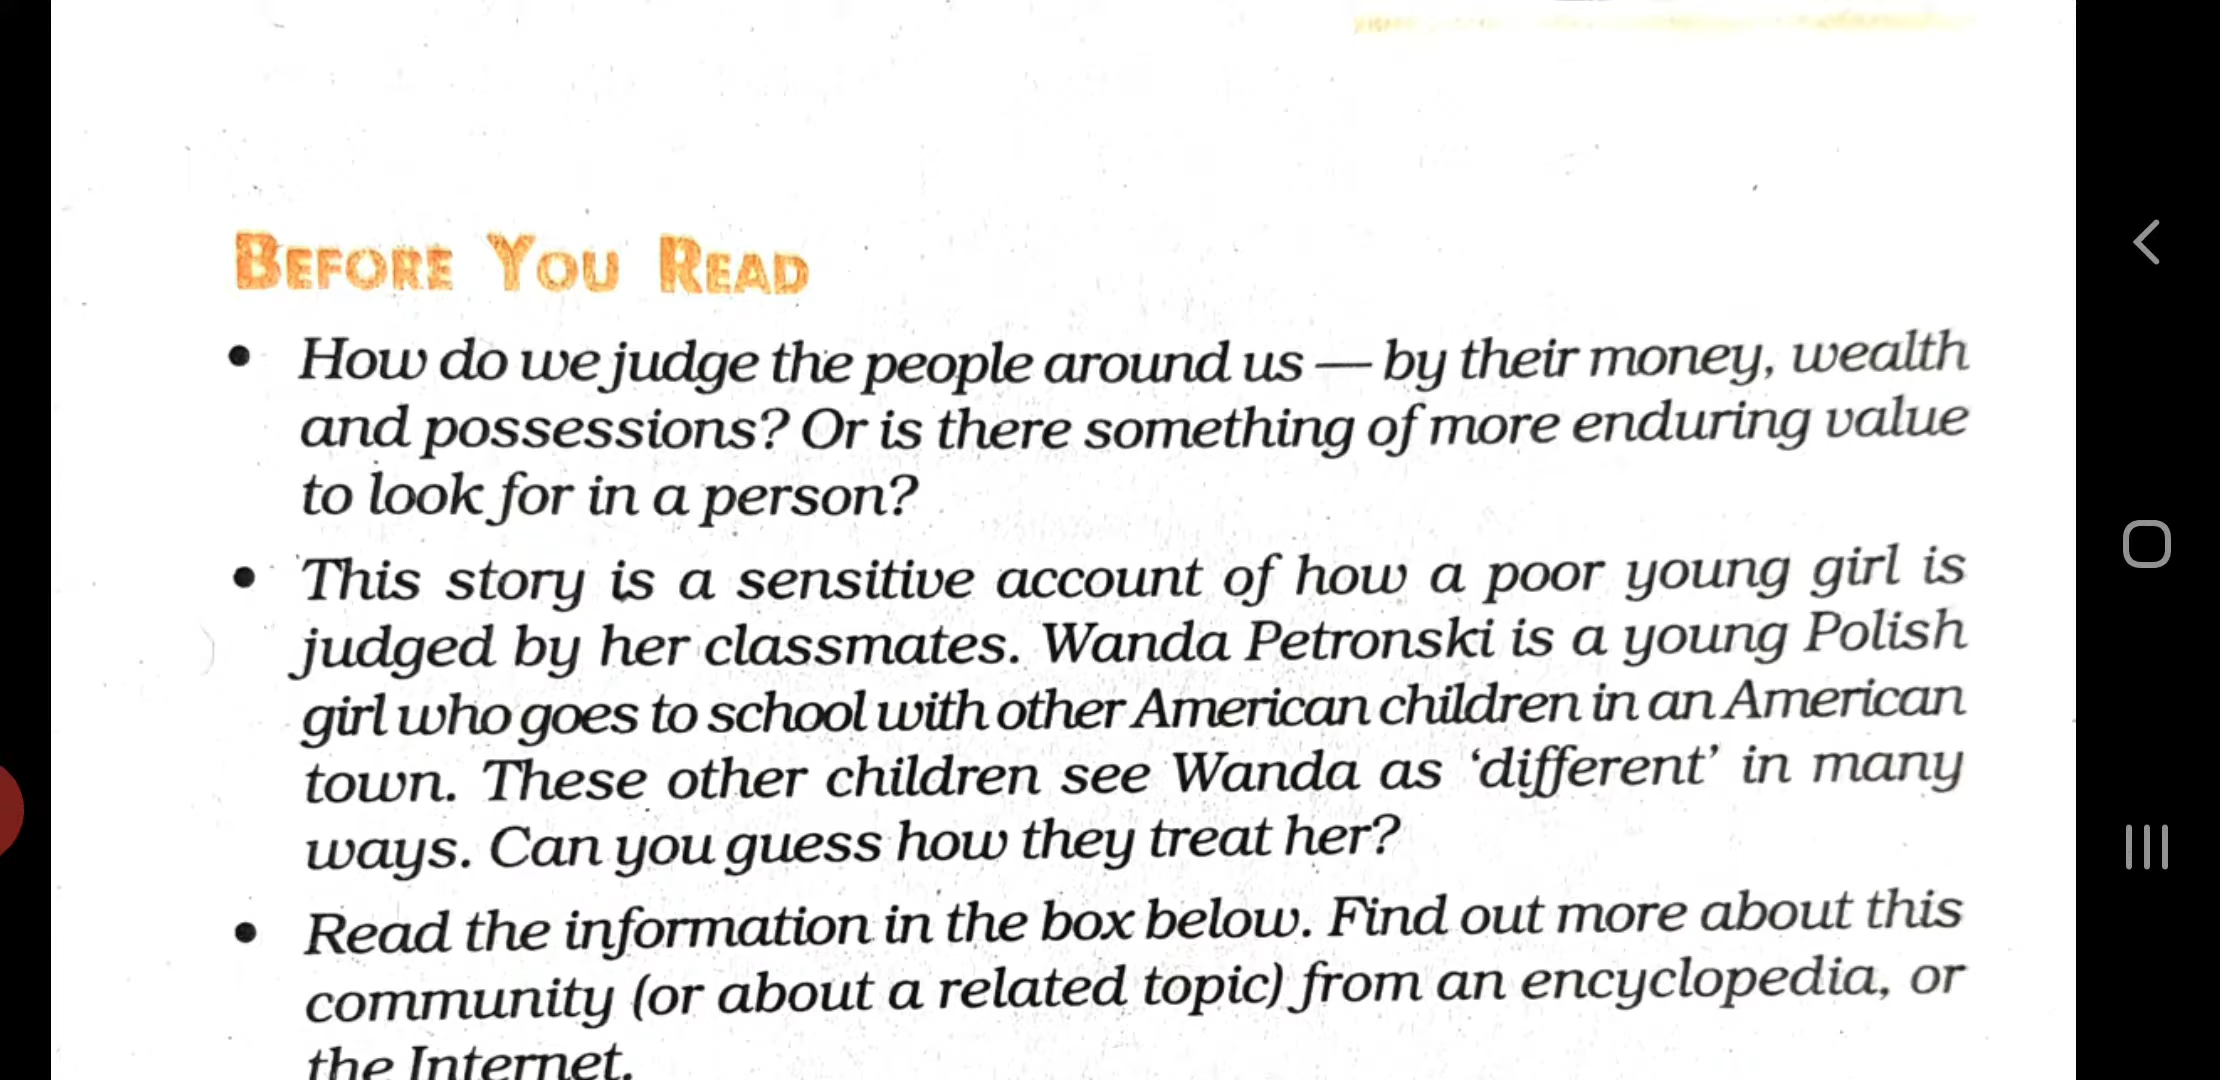 BEFORE YOU READ
• How do we judge the people around us — by their money, wealth
and possessions? Or is there something of more enduring value
to look for in a person?
• This story is a sensitive account of how a poor young girl is
judged by her classmates. Wanda Petronski is a young Polish
girl who goes to school with other American children in an American
town. These other children see Wanda as ‘different’ in many
ways. Can you guess how they treat her?
• Read the information in the box below. Find out more about this
community (or about a related topic) from an encyclopedia, or
the Internet.